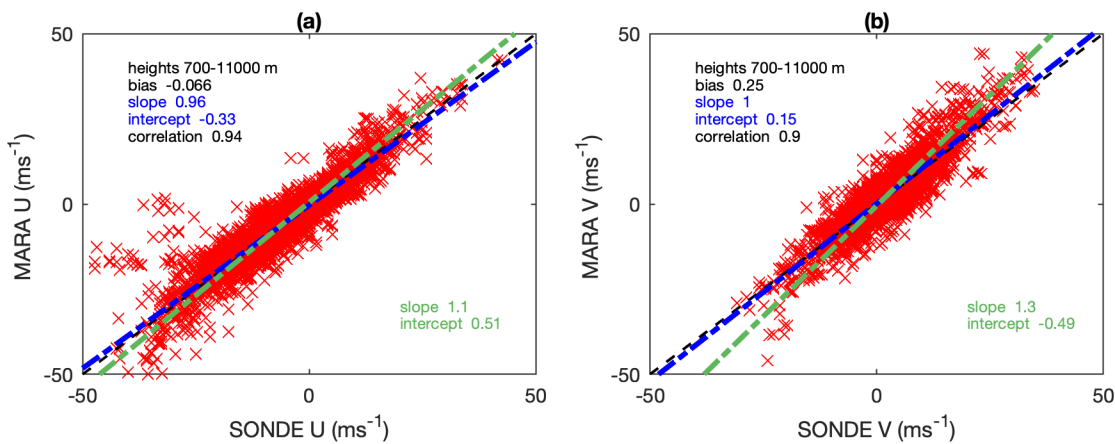 (a)
50
0
-50
MARA U (ms⁻¹)
heights 700-11000 m
bias -0.066
slope 0.96
intercept -0.33
correlation 0.94
slope 1.1
intercept 0.51
-50 0 50
SONDE U (ms⁻¹)
(b)
50
0
-50
MARA V (ms⁻¹)
heights 700-11000 m
bias 0.25
slope 1
intercept 0.15
correlation 0.9
slope 1.3
intercept -0.49
-50 0 50
SONDE V (ms⁻¹)